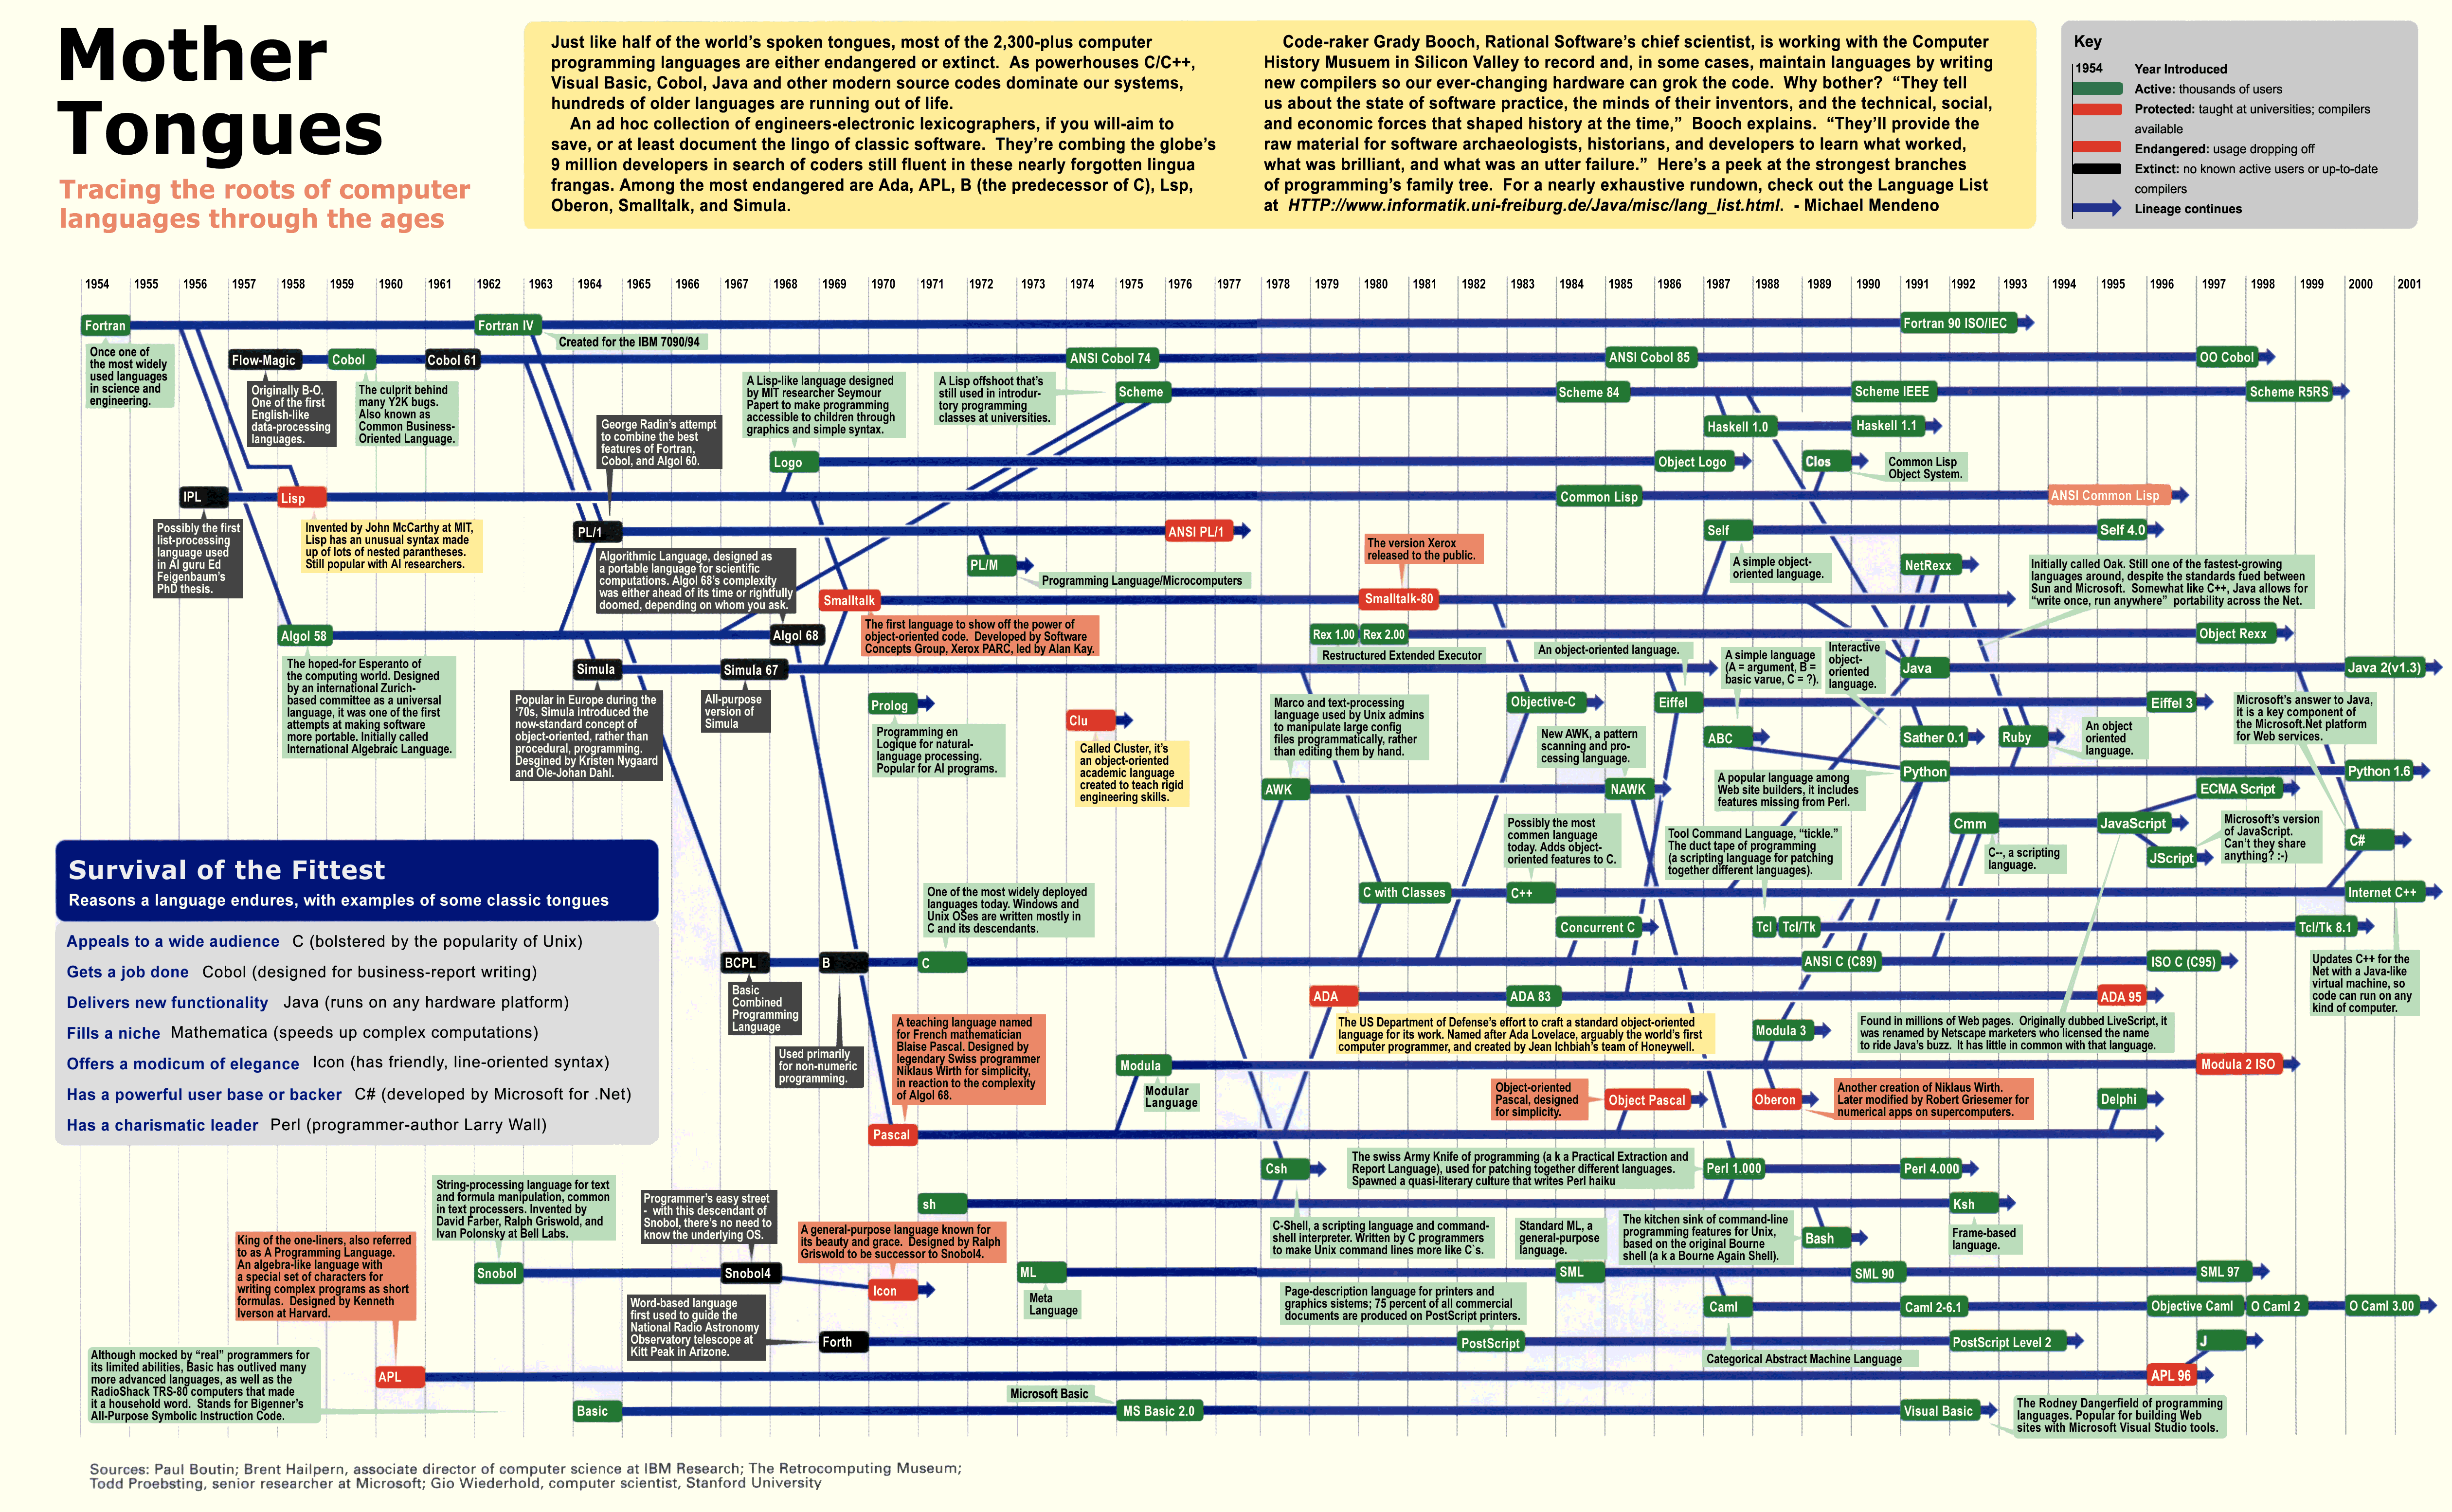 Mother
Tongues
Tracing the roots of computer
languages through the ages
Just like half of the world's spoken tongues, most of the 2,300-plus computer
programming languages are either endangered or extinct.  As powerhouses C/C++,
Visual Basic, Cobol, Java and other modern source codes dominate our systems,
hundreds of older languages are running out of life.
An ad hoc collection of engineers-electronic lexicographers, if you will-aim to
save, or at least document the lingo of classic software.  They're combing the globe's
9 million developers in search of coders still fluent in these nearly forgotten lingua
frangas. Among the most endangered are Ada, APL, B (the predecessor of C), Lsp,
Oberon, Smalltalk, and Simula.
Code-raker Grady Booch, Rational Software's chief scientist, is working with the Computer
History Musuem in Silicon Valley to record and, in some cases, maintain languages by writing
new compilers so our ever-changing hardware can grok the code.  Why bother?  "They tell
us about the state of software practice, the minds of their inventors, and the technical, social,
and economic forces that shaped history at the time,"  Booch explains.  "They'll provide the
raw material for software archaeologists, historians, and developers to learn what worked,
what was brilliant, and what was an utter failure."  Here's a peek at the strongest branches
of programming's family tree.  For a nearly exhaustive rundown, check out the Language List
at  HTTP://www.informatik.uni-freiburg.de/Java/misc/lang_list.html.  - Michael Mendeno
Key
1954 Year Introduced
Active: thousands of users
Protected: taught at universities; compilers
available
Endangered: usage dropping off
Extinct: no known active users or up-to-date
compilers
Lineage continues
1954 1955 1956 1957 1958 1959 1960 1961 1962 1963 1964 1965 1966 1967 1968 1969 1970 1971 1972 1973 1974 1975 1976 1977 1978 1979 1980 1981 1982 1983 1984 1985 1986 1987 1988 1989 1990 1991 1992 1993 1994 1995 1996 1997 1998 1999 2000 2001
Fortran
Fortran IV
Fortran 90 ISO/IEC
Once one of
the most widely
used languages
in science and
engineering.
Created for the IBM 7090/94
Flow-Magic
Cobol
Cobol 61
ANSI Cobol 74
ANSI Cobol 85
OO Cobol
Originally B-O.
One of the first
English-like
data-processing
languages.
The culprit behind
many Y2K bugs.
Also known as
Common Business-
Oriented Language.
A Lisp-like language designed
by MIT researcher Seymour
Papert to make programming
accessible to children through
graphics and simple syntax.
A Lisp offshoot that's
still used in introdur-
tory programming
classes at universities.
Scheme
Scheme 84
Scheme IEEE
Scheme R5RS
George Radin's attempt
to combine the best
features of Fortran,
Cobol, and Algol 60.
Haskell 1.0
Haskell 1.1
Logo
Object Logo
Clos
Common Lisp
Object System.
IPL
Lisp
Common Lisp
ANSI Common Lisp
Possibly the first
list-processing
language used
in AI guru Ed
Feigenbaum's
PhD thesis.
Invented by John McCarthy at MIT,
Lisp has an unusual syntax made
up of lots of nested parantheses.
Still popular with AI researchers.
PL/1
ANSI PL/1
Self
Self 4.0
Algorithmic Language, designed as
a portable language for scientific
computations. Algol 68's complexity
was either ahead of its time or rightfully
doomed, depending on whom you ask.
PL/M
Programming Language/Microcomputers
The version Xerox
released to the public.
A simple object-
oriented language.
NetRexx
Initially called Oak. Still one of the fastest-growing
languages around, despite the standards fued between
Sun and Microsoft.  Somewhat like C++, Java allows for
"write once, run anywhere"  portability across the Net.
Smalltalk
Smalltalk-80
The first language to show off the power of
object-oriented code.  Developed by Software
Concepts Group, Xerox PARC, led by Alan Kay.
Algol 58
Algol 68
Rex 1.00
Rex 2.00
Object Rexx
Restructured Extended Executor
The hoped-for Esperanto of
the computing world. Designed
by an international Zurich-
based committee as a universal
language, it was one of the first
attempts at making software
more portable. Initially called
International Algebraic Language.
An object-oriented language.
A simple language
(A = argument, B =
basic varue, C = ?).
Interactive
object-
oriented
language.
Simula
Simula 67
Java
Java 2(v1.3)
Popular in Europe during the
'70s, Simula introduced the
now-standard concept of
object-oriented, rather than
procedural, programming.
Desgined by Kristen Nygaard
and Ole-Johan Dahl.
All-purpose
version of
Simula
Prolog
Programming en
Logique for natural-
language processing.
Popular for AI programs.
Clu
Called Cluster, it's
an object-oriented
academic language
created to teach rigid
engineering skills.
Marco and text-processing
language used by Unix admins
to manipulate large config
files programmatically, rather
than editing them by hand.
Objective-C
Eiffel
Eiffel 3
New AWK, a pattern
scanning and pro-
cessing language.
ABC
Sather 0.1
Ruby
An object
oriented
language.
Microsoft's answer to Java,
it is a key component of
the Microsoft.Net platform
for Web services.
A popular language among
Web site builders, it includes
features missing from Perl.
Python
Python 1.6
AWK
NAWK
ECMA Script
Possibly the most
commen language
today. Adds object-
oriented features to C.
Tool Command Language, "tickle."
The duct tape of programming
(a scripting language for patching
together different languages).
Cmm
C--, a scripting
language.
JavaScript
JScript
Microsoft's version
of JavaScript.
Can't they share
anything? :-)
C#
Survival of the Fittest
Reasons a language endures, with examples of some classic tongues
Appeals to a wide audience  C (bolstered by the popularity of Unix)
Gets a job done  Cobol (designed for business-report writing)
Delivers new functionality  Java (runs on any hardware platform)
Fills a niche  Mathematica (speeds up complex computations)
Offers a modicum of elegance  Icon (has friendly, line-oriented syntax)
Has a powerful user base or backer  C# (developed by Microsoft for .Net)
Has a charismatic leader  Perl (programmer-author Larry Wall)
One of the most widely deployed
languages today. Windows and
Unix OSes are written mostly in
C and its descendants.
C with Classes
C++
Internet C++
Concurrent C
Tcl
Tcl/Tk
Tcl/Tk 8.1
BCPL
B
C
ANSI C (C89)
ISO C (C95)
Basic
Combined
Programming
Language
Updates C++ for the
Net with a Java-like
virtual machine, so
code can run on any
kind of computer.
ADA
ADA 83
ADA 95
The US Department of Defense's effort to craft a standard object-oriented
language for its work. Named after Ada Lovelace, arguably the world's first
computer programmer, and created by Jean Ichbiah's team of Honeywell.
Modula 3
Found in millions of Web pages.  Originally dubbed LiveScript, it
was renamed by Netscape marketers who licensed the name
to ride Java's buzz.  It has little in common with that language.
A teaching language named
for French mathematician
Blaise Pascal. Designed by
legendary Swiss programmer
Niklaus Wirth for simplicity,
in reaction to the complexity
of Algol 68.
Used primarily
for non-numeric
programming.
Modula
Modula 2 ISO
Modular
Language
Object-oriented
Pascal, designed
for simplicity.
Object Pascal
Oberon
Another creation of Niklaus Wirth.
Later modified by Robert Griesemer for
numerical apps on supercomputers.
Delphi
Pascal
Csh
The swiss Army Knife of programming (a k a Practical Extraction and
Report Language), used for patching together different languages.
Spawned a quasi-literary culture that writes Perl haiku
Perl 1.000
Perl 4.000
String-processing language for text
and formula manipulation, common
in text processers. Invented by
David Farber, Ralph Griswold, and
Ivan Polonsky at Bell Labs.
Programmer's easy street
- with this descendant of
Snobol, there's no need to
know the underlying OS.
sh
Ksh
A general-purpose language known for
its beauty and grace.  Designed by Ralph
Griswold to be successor to Snobol4.
C-Shell, a scripting language and command-
shell interpreter. Written by C programmers
to make Unix command lines more like C`s.
Standard ML, a
general-purpose
language.
The kitchen sink of command-line
programming features for Unix,
based on the original Bourne
shell (a k a Bourne Again Shell).
Bash
Frame-based
language.
King of the one-liners, also referred
to as A Programming Language.
An algebra-like language with
a special set of characters for
writing complex programs as short
formulas.  Designed by Kenneth
Iverson at Harvard.
Snobol
Snobol4
Icon
ML
SML
SML 90
SML 97
Meta
Language
Page-description language for printers and
graphics sistems; 75 percent of all commercial
documents are produced on PostScript printers.
Caml
Caml 2-6.1
Objective Caml
O Caml 2
O Caml 3.00
Word-based language
first used to guide the
National Radio Astronomy
Observatory telescope at
Kitt Peak in Arizone.
Forth
PostScript
PostScript Level 2
J
Categorical Abstract Machine Language
Although mocked by "real" programmers for
its limited abilities, Basic has outlived many
more advanced languages, as well as the
RadioShack TRS-80 computers that made
it a household word.  Stands for Bigenner's
All-Purpose Symbolic Instruction Code.
APL
APL 96
Microsoft Basic
Basic
MS Basic 2.0
Visual Basic
The Rodney Dangerfield of programming
languages. Popular for building Web
sites with Microsoft Visual Studio tools.
Sources: Paul Boutin; Brent Hailpern, associate director of computer science at IBM Research; The Retrocomputing Museum;
Todd Proebsting, senior researcher at Microsoft; Gio Wiederhold, computer scientist, Stanford University